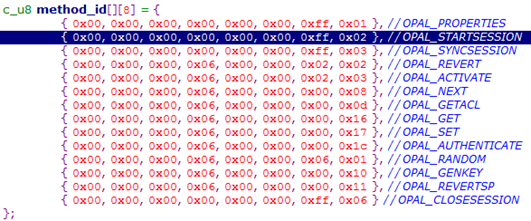 c_u8 method_id[][8] = {
{ 0x00, 0x00, 0x00, 0x00, 0x00, 0x00, 0xff, 0x01 }, //OPAL_PROPERTIES
{ 0x00, 0x00, 0x00, 0x00, 0x00, 0x00, 0xff, 0x02 }, //OPAL_STARTSESSION
{ 0x00, 0x00, 0x00, 0x00, 0x00, 0x00, 0xff, 0x03 }, //OPAL_SYNCSESSION
{ 0x00, 0x00, 0x00, 0x06, 0x00, 0x00, 0x02, 0x02 }, //OPAL_REVERT
{ 0x00, 0x00, 0x00, 0x06, 0x00, 0x00, 0x02, 0x03 }, //OPAL_ACTIVATE
{ 0x00, 0x00, 0x00, 0x06, 0x00, 0x00, 0x00, 0x08 }, //OPAL_NEXT
{ 0x00, 0x00, 0x00, 0x06, 0x00, 0x00, 0x00, 0x0d }, //OPAL_GETACL
{ 0x00, 0x00, 0x00, 0x06, 0x00, 0x00, 0x00, 0x16 }, //OPAL_GET
{ 0x00, 0x00, 0x00, 0x06, 0x00, 0x00, 0x00, 0x17 }, //OPAL_SET
{ 0x00, 0x00, 0x00, 0x06, 0x00, 0x00, 0x00, 0x1c }, //OPAL_AUTHENTICATE
{ 0x00, 0x00, 0x00, 0x06, 0x00, 0x00, 0x06, 0x01 }, //OPAL_RANDOM
{ 0x00, 0x00, 0x00, 0x06, 0x00, 0x00, 0x00, 0x10 }, //OPAL_GENKEY
{ 0x00, 0x00, 0x00, 0x06, 0x00, 0x00, 0x00, 0x11 }, //OPAL_REVERTSP
{ 0x00, 0x00, 0x00, 0x00, 0x00, 0x00, 0xff, 0x06 } //OPAL_CLOSESESSION
};